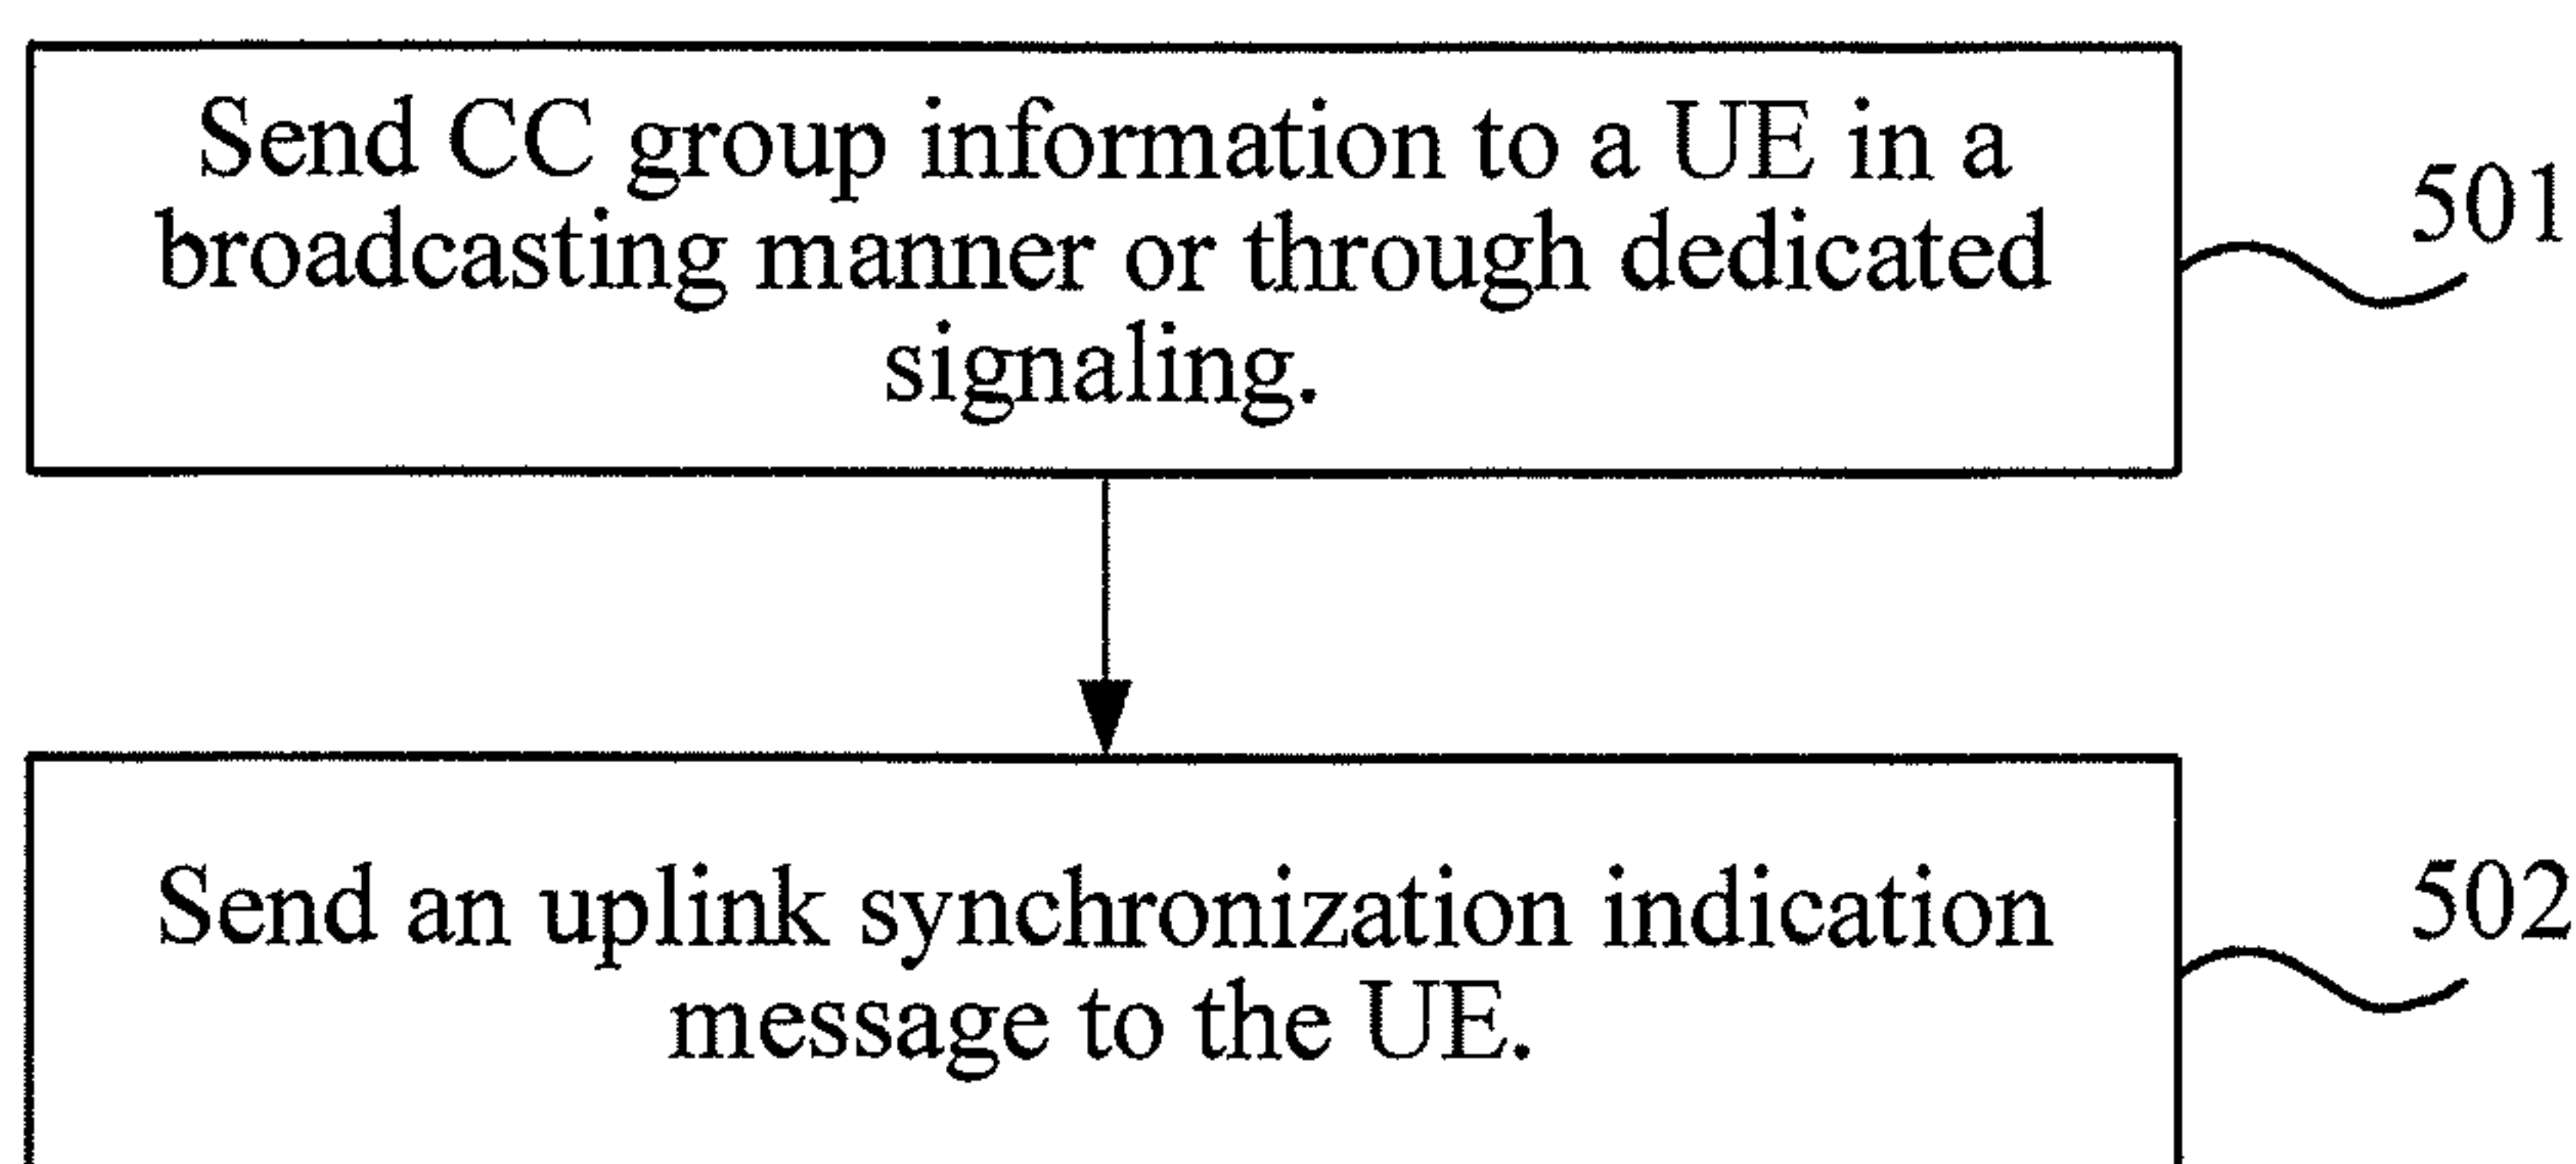 Send CC group information to a UE in a
broadcasting manner or through dedicated
signaling.
501
Send an uplink synchronization indication
message to the UE.
502